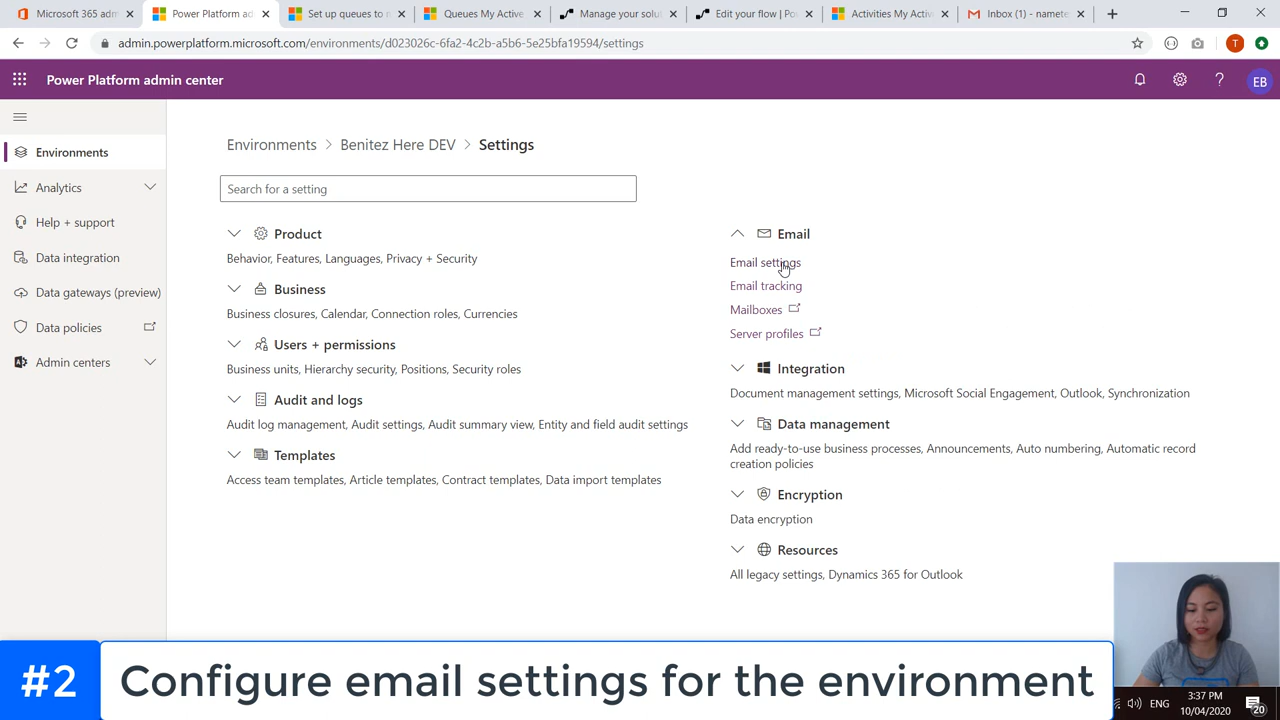 Microsoft 365 adm
Power Platform ad
Set up queues to m
Queues My Active
Manage your solu
Edit your flow | Po
Activities My Activ
Inbox (1) - namete
admin.powerplatform.microsoft.com/environments/d023026c-6fa2-4c2b-a5b6-5e25bfa19594/settings
T
Power Platform admin center
EB
Environments
Analytics
Help + support
Data integration
Data gateways (preview)
Data policies
Admin centers
Environments > Benitez Here DEV > Settings
Search for a setting
Product
Behavior, Features, Languages, Privacy + Security
Business
Business closures, Calendar, Connection roles, Currencies
Users + permissions
Business units, Hierarchy security, Positions, Security roles
Audit and logs
Audit log management, Audit settings, Audit summary view, Entity and field audit settings
Templates
Access team templates, Article templates, Contract templates, Data import templates
Email
Email settings
Email tracking
Mailboxes
Server profiles
Integration
Document management settings, Microsoft Social Engagement, Outlook, Synchronization
Data management
Add ready-to-use business processes, Announcements, Auto numbering, Automatic record
creation policies
Encryption
Data encryption
Resources
All legacy settings, Dynamics 365 for Outlook
#2
Configure email settings for the environment
ENG
3:37 PM
10/04/2020
20